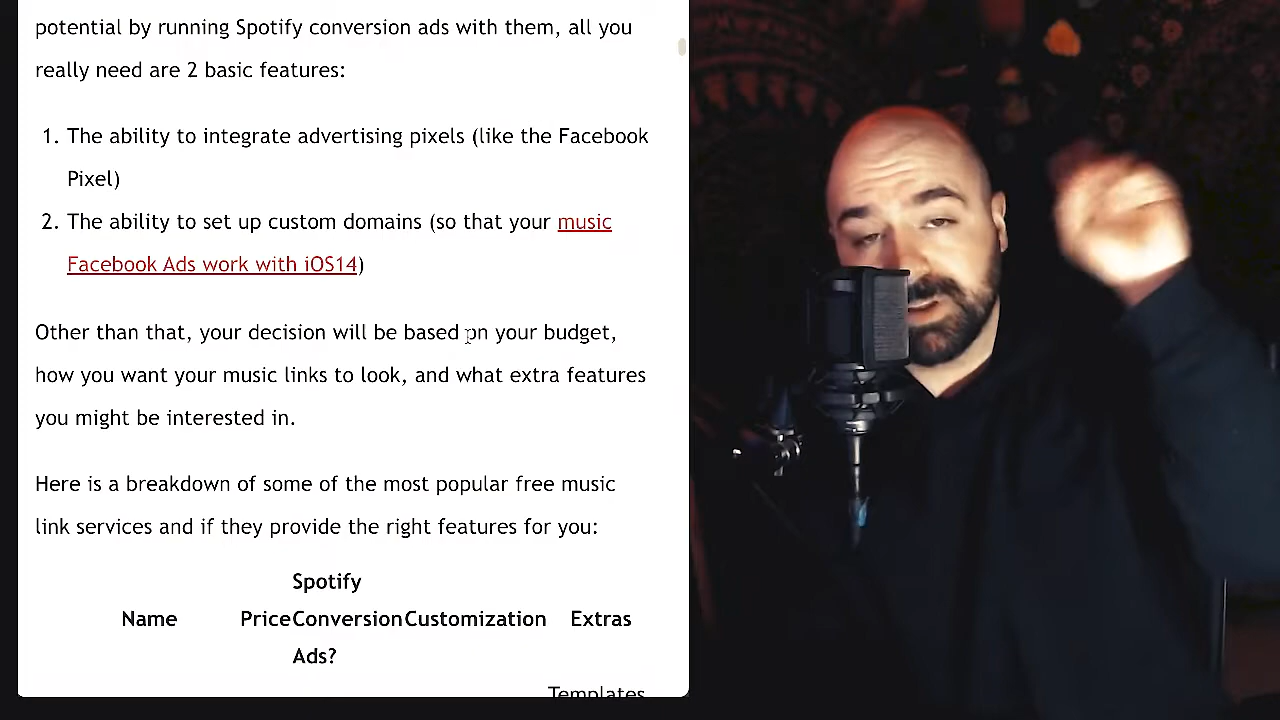 potential by running Spotify conversion ads with them, all you
really need are 2 basic features:
1. The ability to integrate advertising pixels (like the Facebook
Pixel)
2. The ability to set up custom domains (so that your music
Facebook Ads work with iOS14)
Other than that, your decision will be based on your budget,
how you want your music links to look, and what extra features
you might be interested in.
Here is a breakdown of some of the most popular free music
link services and if they provide the right features for you:
Spotify
Name Price Conversion Customization Extras
Ads?
Templates